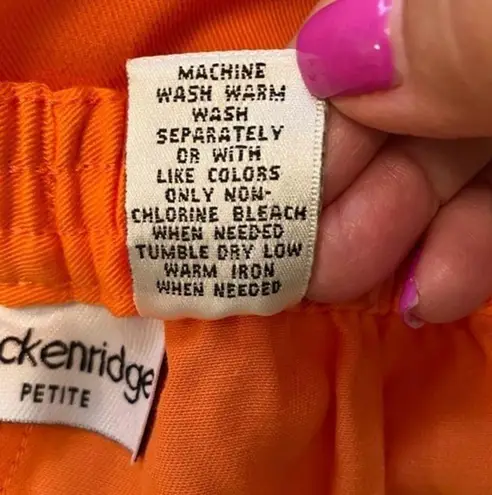 MACHINE
WASH WARM
WASH
SEPARATELY
OR WITH
LIKE COLORS
ONLY NON-
CHLORINE BLEACH
WHEN NEEDED
TUMBLE DRY LOW
WARM IRON
WHEN NEEDED
ckenridge
PETITE